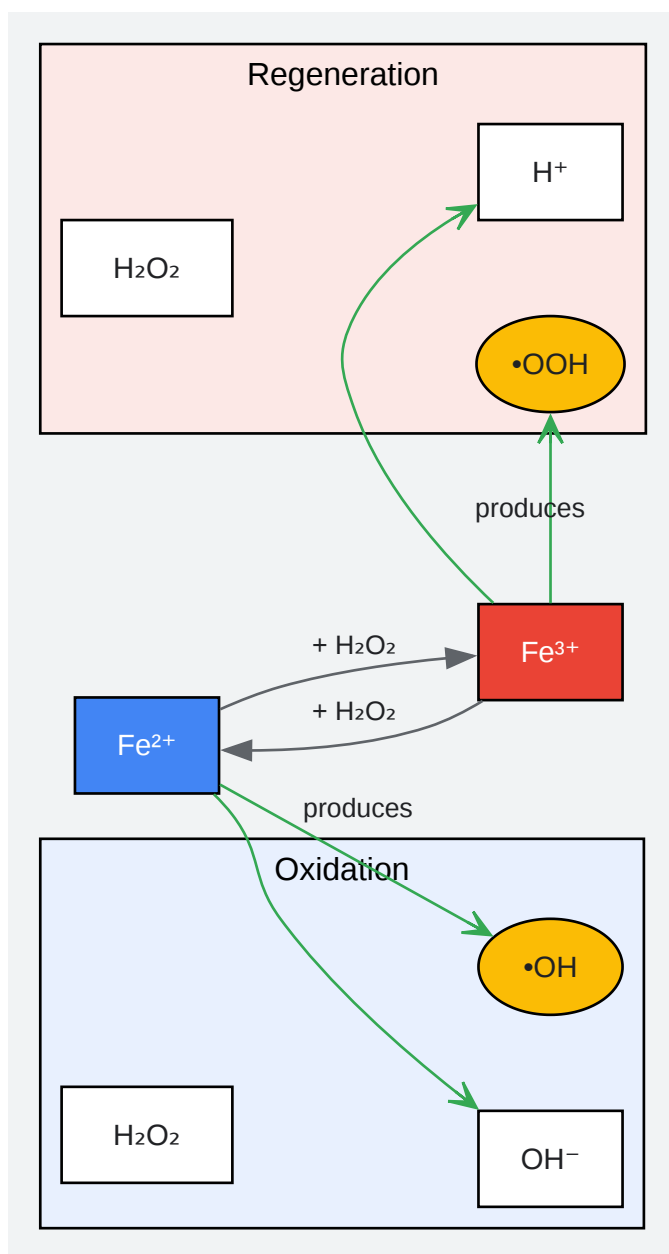 Regeneration
H⁺
H₂O₂
•OOH
produces
Fe³⁺
+ H₂O₂
+ H₂O₂
Fe²⁺
produces
Oxidation
•OH
H₂O₂
OH⁻